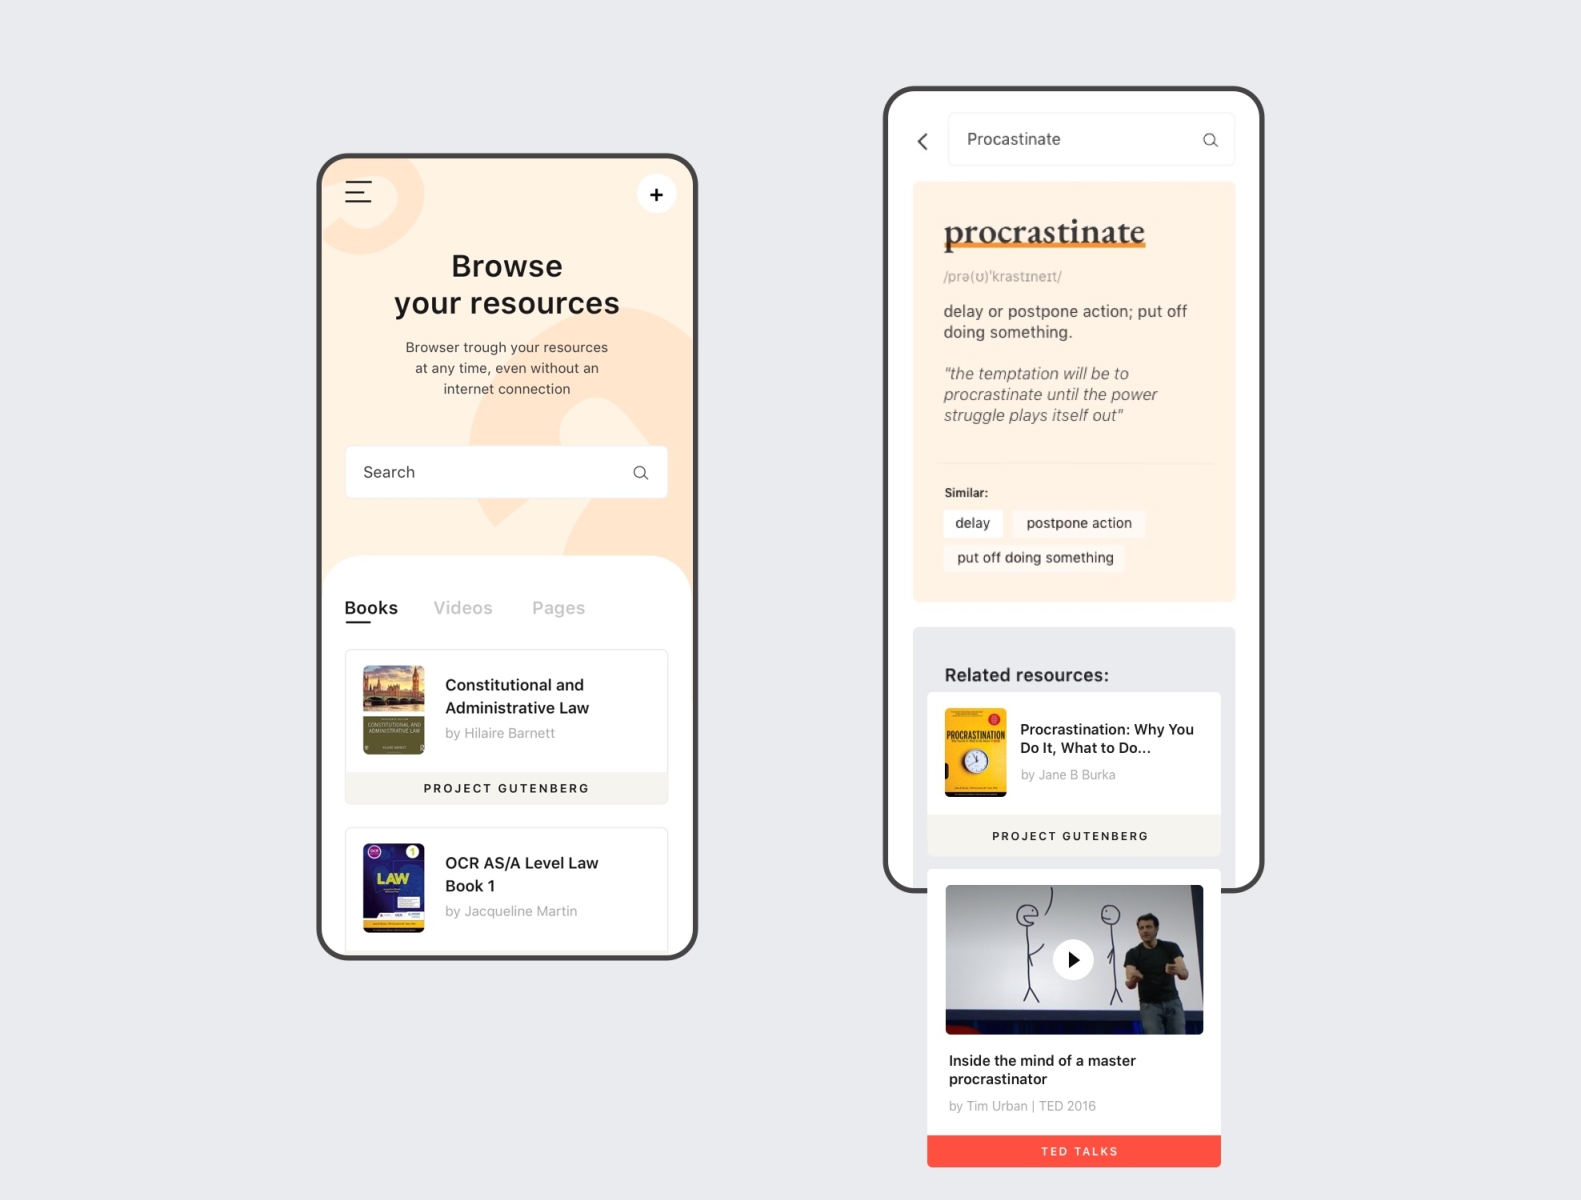 Browse
your resources
Browser trough your resources
at any time, even without an
internet connection
Search
Books Videos Pages
CONSTITUTIONAL AND
ADMINISTRATIVE LAW
HILAIRE BARNETT
Constitutional and
Administrative Law
by Hilaire Barnett
PROJECT GUTENBERG
OCR
1
LAW
OCR AS/A Level Law
Book 1
by Jacqueline Martin
Procastinate
procrastinate
/prə(ʊ)ˈkrastɪneɪt/
delay or postpone action; put off
doing something.
"the temptation will be to
procrastinate until the power
struggle plays itself out"
Similar:
delay postpone action
put off doing something
Related resources:
PROCRASTINATION
Procrastination: Why You
Do It, What to Do...
by Jane B Burka
PROJECT GUTENBERG
Inside the mind of a master
procrastinator
by Tim Urban | TED 2016
TED TALKS